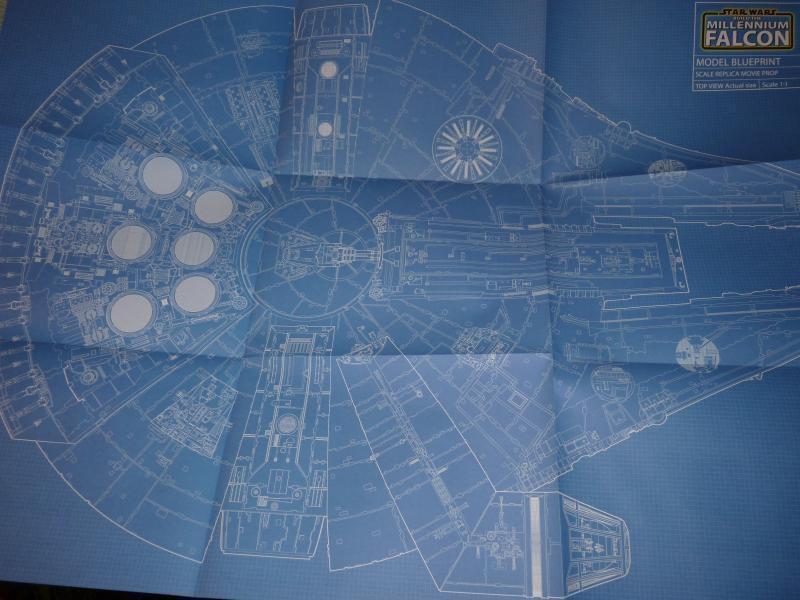 STAR WARS
BUILD THE
MILLENNIUM
FALCON
MODEL BLUEPRINT
SCALE REPLICA MOVIE PROP
TOP VIEW Actual size Scale 1:1